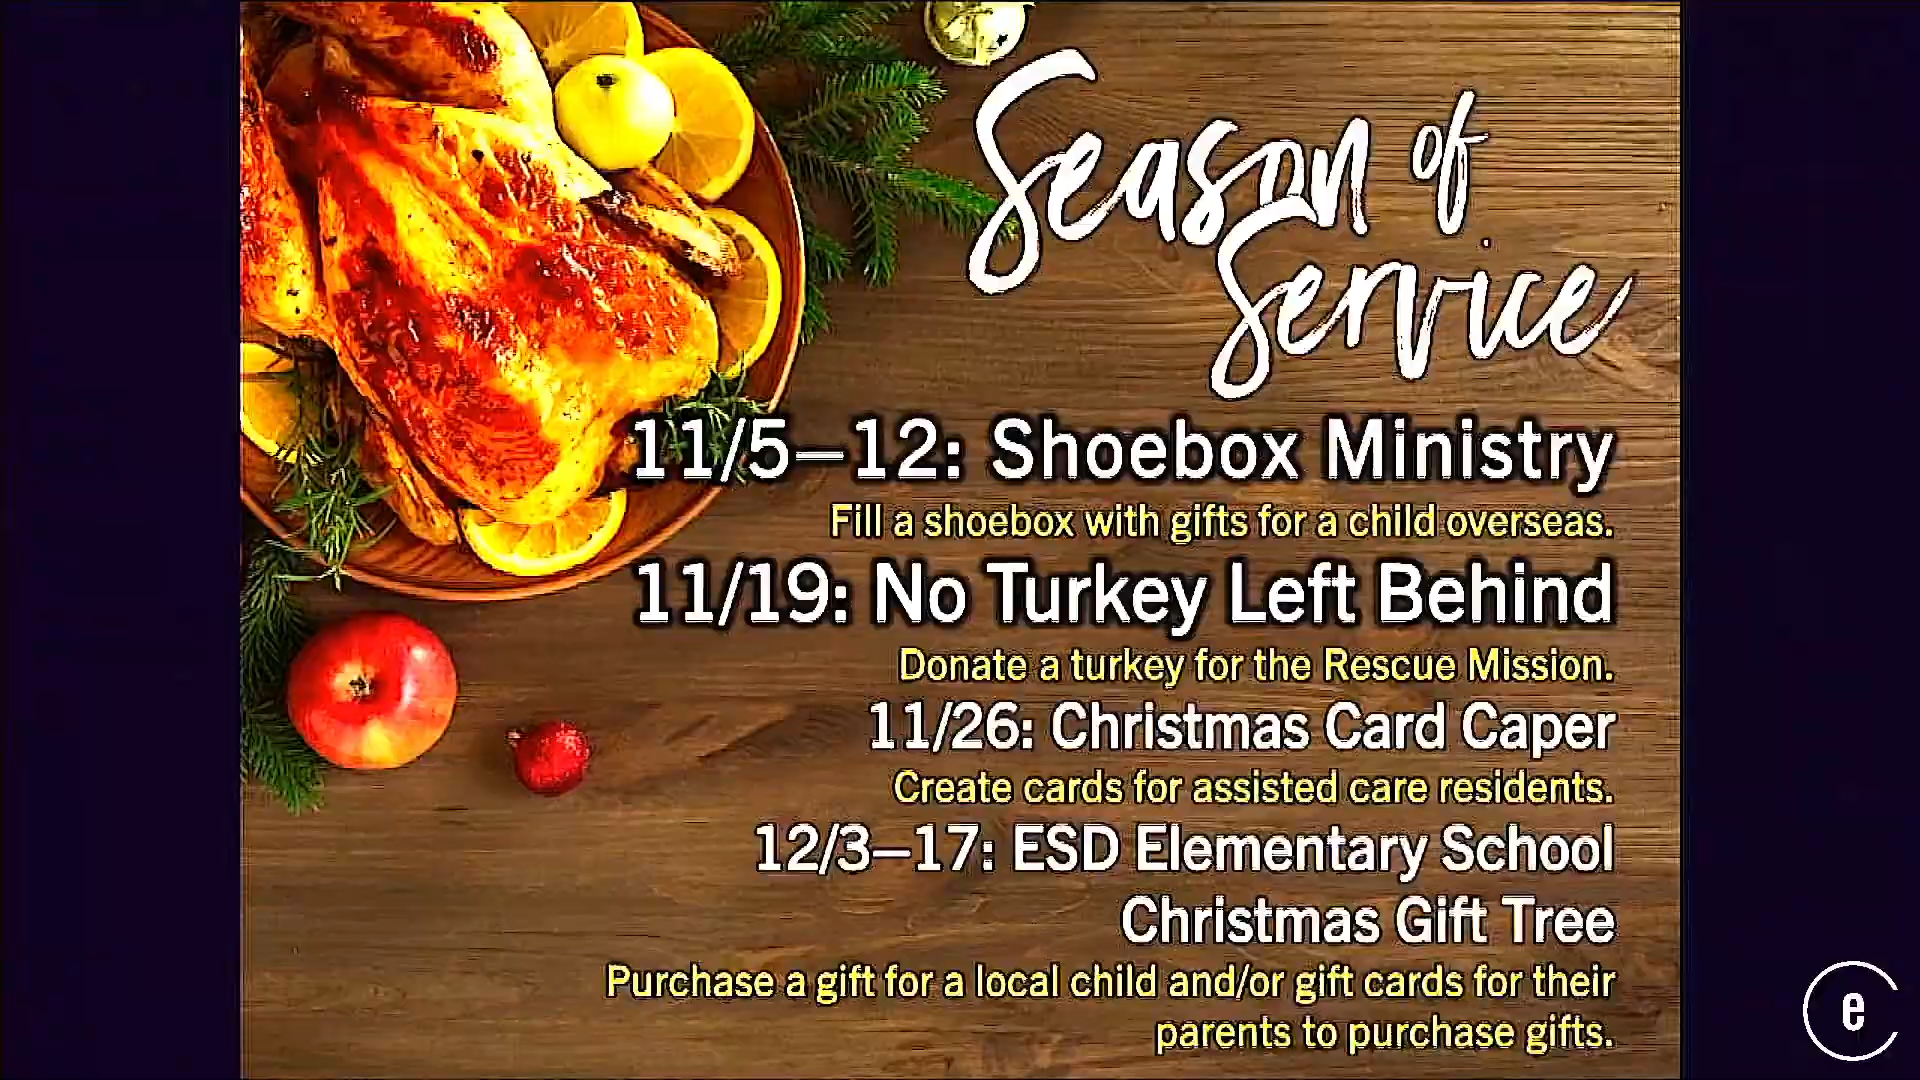 Season of
Service
11/5–12: Shoebox Ministry
Fill a shoebox with gifts for a child overseas.
11/19: No Turkey Left Behind
Donate a turkey for the Rescue Mission.
11/26: Christmas Card Caper
Create cards for assisted care residents.
12/3–17: ESD Elementary School
Christmas Gift Tree
Purchase a gift for a local child and/or gift cards for their
parents to purchase gifts.
e